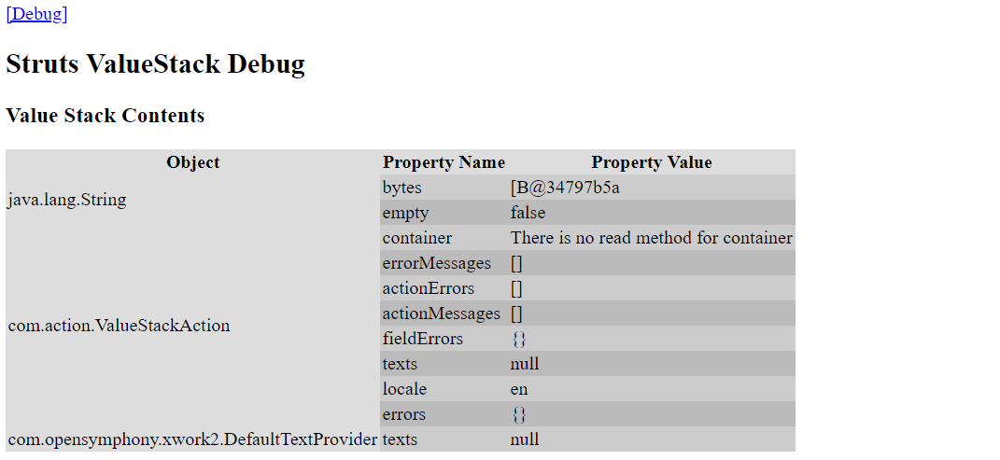 [Debug]
Struts ValueStack Debug
Value Stack Contents
Object Property Name Property Value
java.lang.String bytes [B@34797b5a
empty false
com.action.ValueStackAction container There is no read method for container
errorMessages []
actionErrors []
actionMessages []
fieldErrors {}
texts null
locale en
errors {}
com.opensymphony.xwork2.DefaultTextProvider texts null